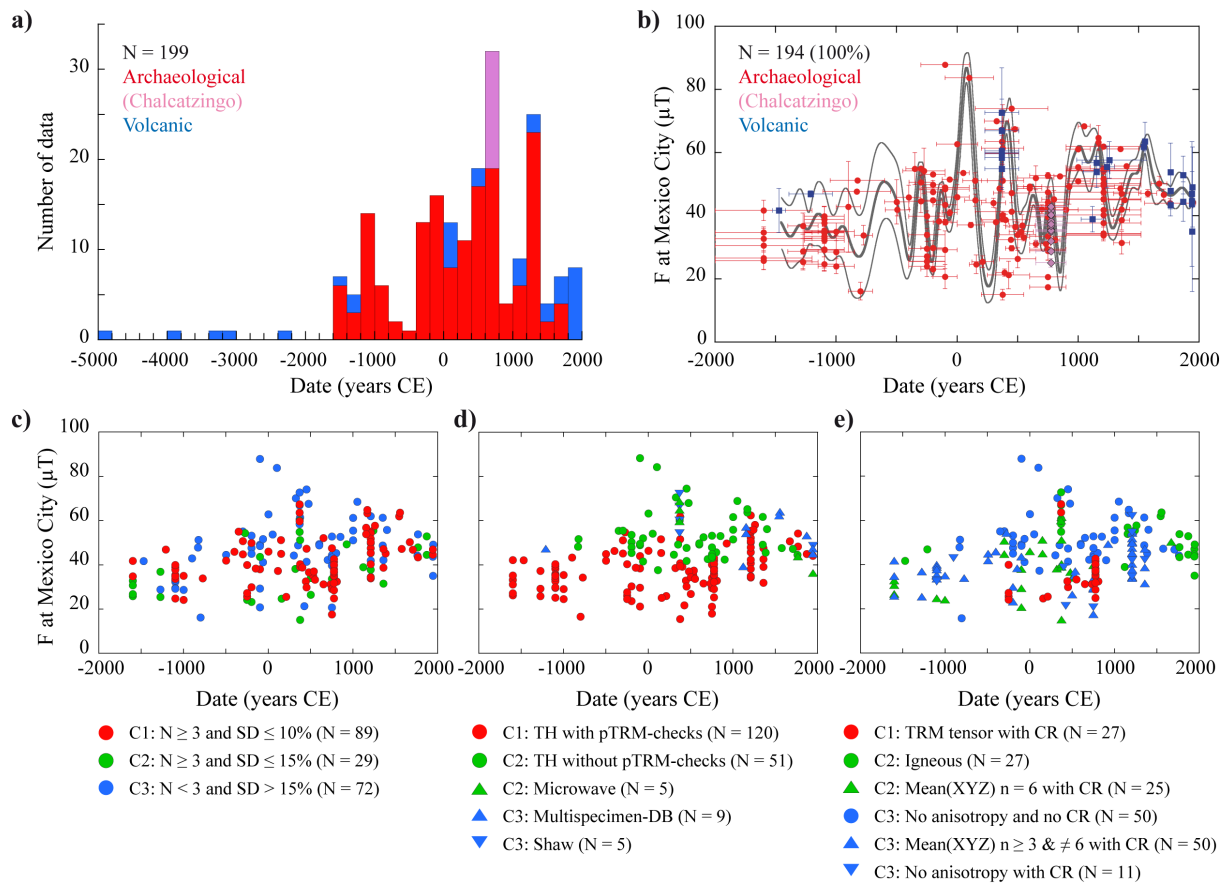 a)
N = 199
Archaeological
(Chalcatzingo)
Volcanic
Number of data
30
20
10
0
-5000 -4000 -3000 -2000 -1000 0 1000 2000
Date (years CE)
b)
N = 194 (100%)
Archaeological
(Chalcatzingo)
Volcanic
F at Mexico City (µT)
100
80
60
40
20
0
-2000 -1000 0 1000 2000
Date (years CE)
c)
F at Mexico City (µT)
100
80
60
40
20
0
-2000 -1000 0 1000 2000
Date (years CE)
C1: N ≥ 3 and SD ≤ 10% (N = 89)
C2: N ≥ 3 and SD ≤ 15% (N = 29)
C3: N < 3 and SD > 15% (N = 72)
d)
-2000 -1000 0 1000 2000
Date (years CE)
C1: TH with pTRM-checks (N = 120)
C2: TH without pTRM-checks (N = 51)
C2: Microwave (N = 5)
C3: Multispecimen-DB (N = 9)
C3: Shaw (N = 5)
e)
-2000 -1000 0 1000 2000
Date (years CE)
C1: TRM tensor with CR (N = 27)
C2: Igneous (N = 27)
C2: Mean(XYZ) n = 6 with CR (N = 25)
C3: No anisotropy and no CR (N = 50)
C3: Mean(XYZ) n ≥ 3 & ≠ 6 with CR (N = 50)
C3: No anisotropy with CR (N = 11)